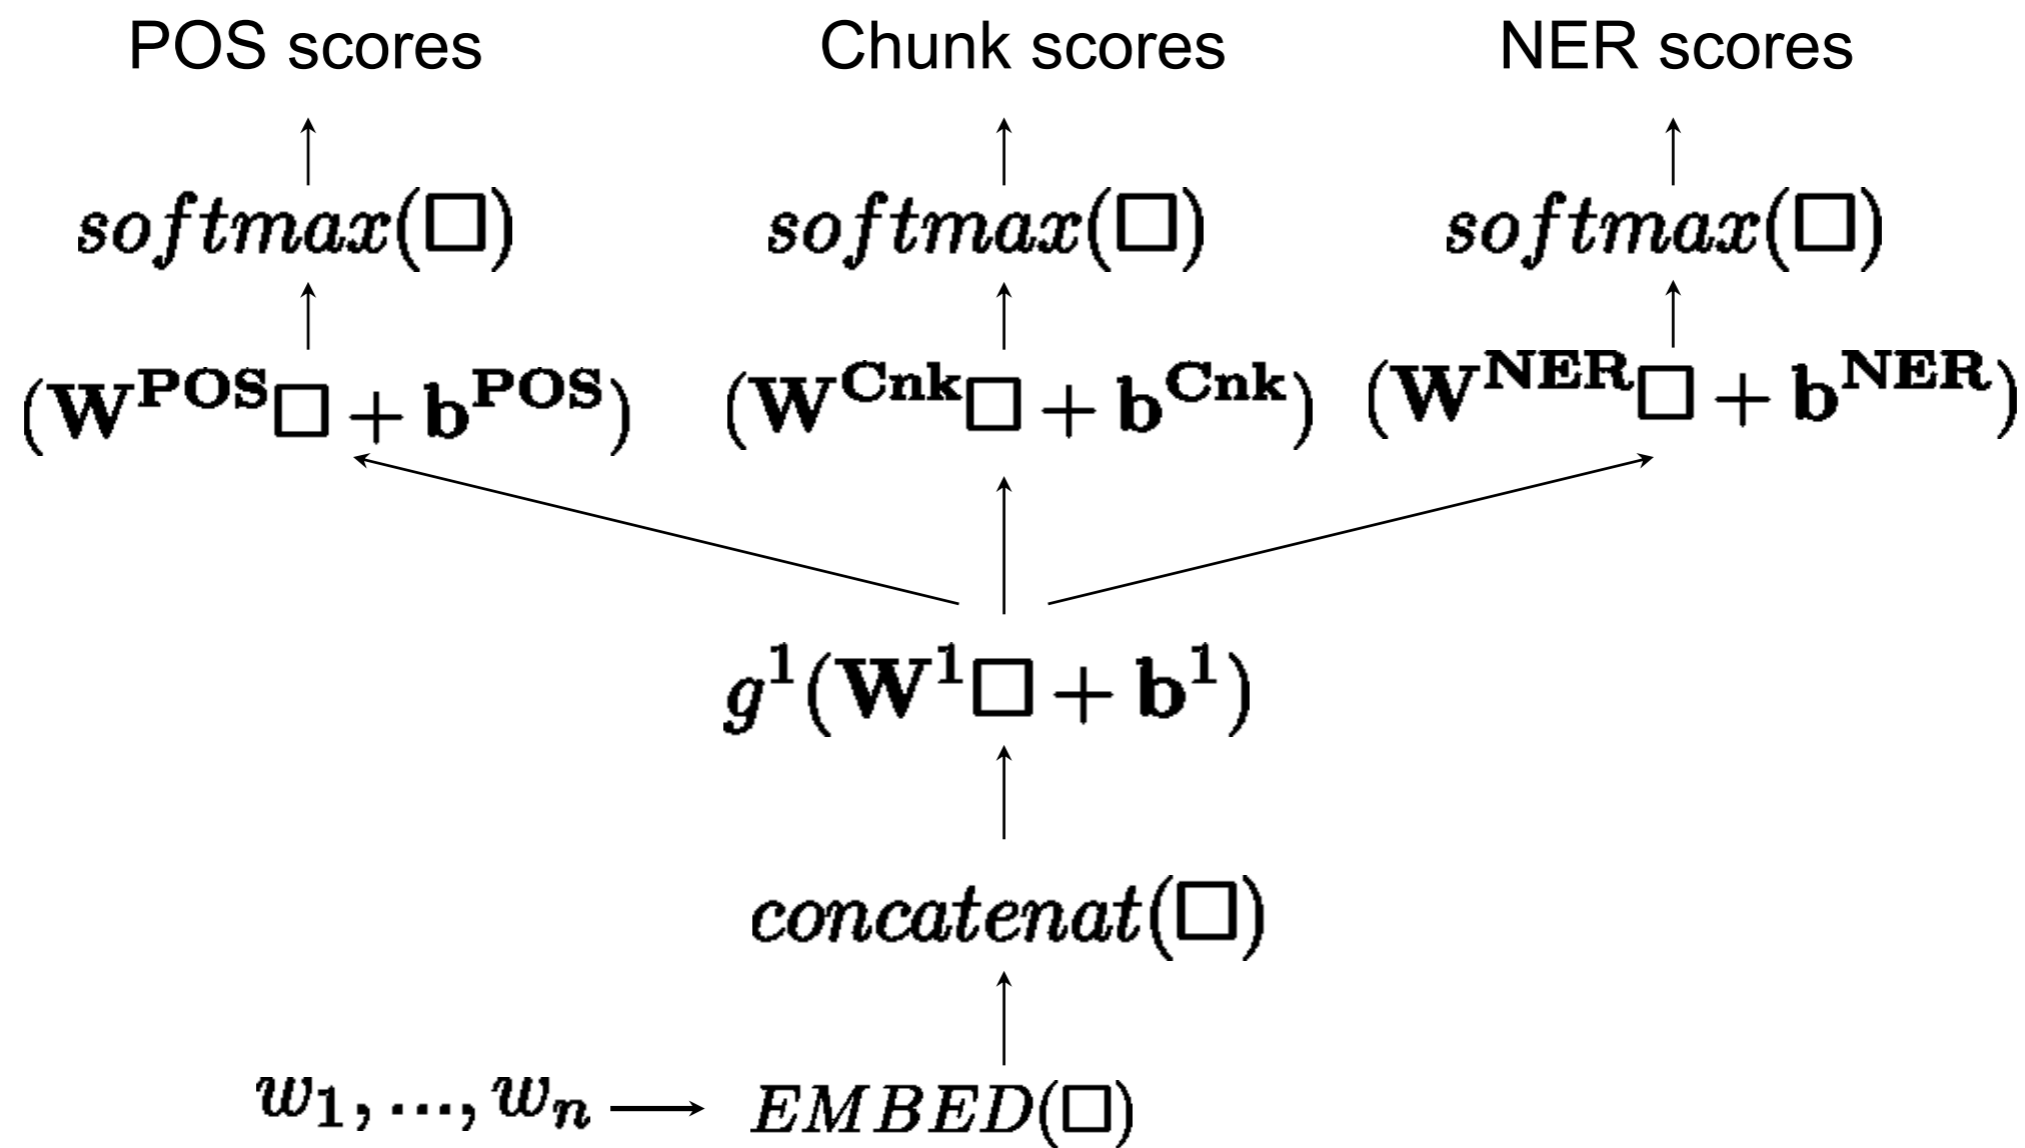 POS scores Chunk scores NER scores
softmax(□) softmax(□) softmax(□)
(W^POS□ + b^POS) (W^Cnk□ + b^Cnk) (W^NER□ + b^NER)
g^1(W^1□ + b^1)
concatenat(□)
w_1, ..., w_n EMBED(□)